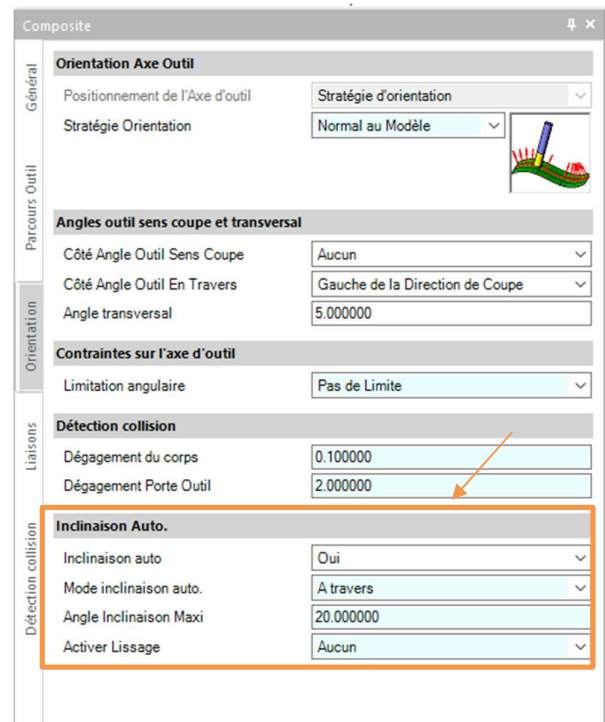 Composite
Général
Parcours Outil
Orientation
Liaisons
Détection collision
Orientation Axe Outil
Positionnement de l'Axe d'outil Stratégie d'orientation
Stratégie Orientation Normal au Modèle
Angles outil sens coupe et transversal
Côté Angle Outil Sens Coupe Aucun
Côté Angle Outil En Travers Gauche de la Direction de Coupe
Angle transversal 5.000000
Contraintes sur l'axe d'outil
Limitation angulaire Pas de Limite
Détection collision
Dégagement du corps 0.100000
Dégagement Porte Outil 2.000000
Inclinaison Auto.
Inclinaison auto Oui
Mode inclinaison auto. A travers
Angle Inclinaison Maxi 20.000000
Activer Lissage Aucun